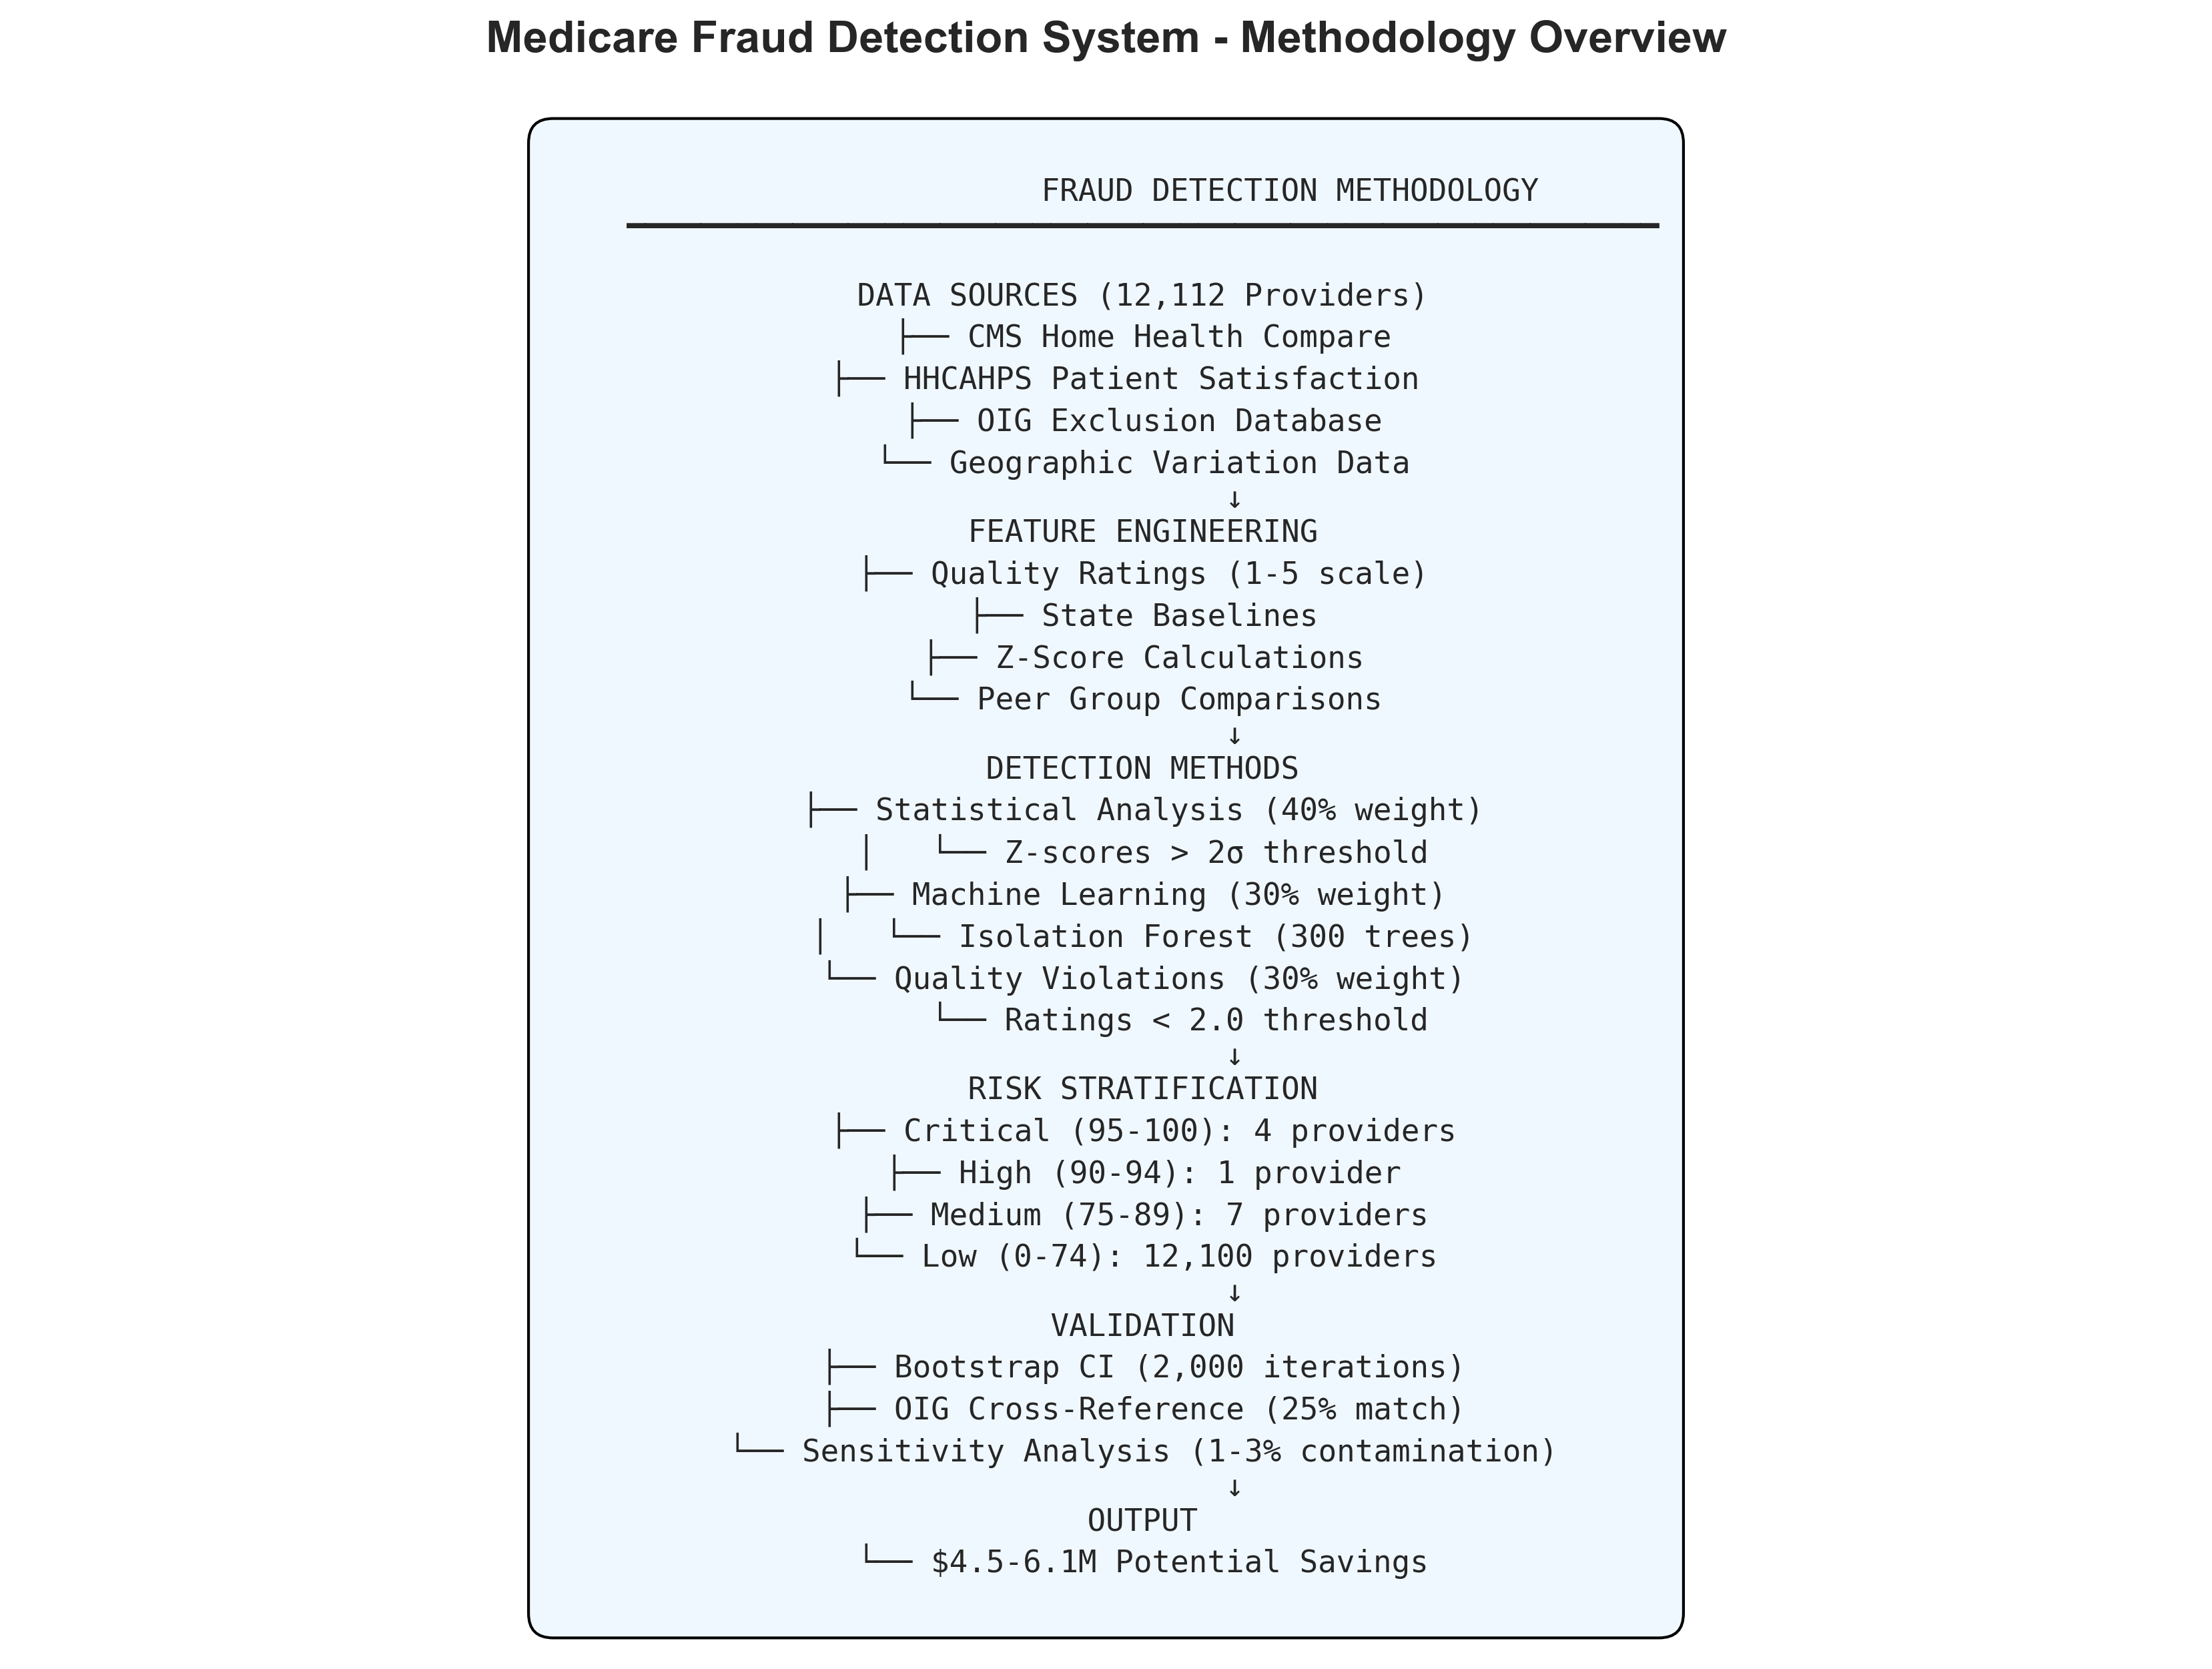 Medicare Fraud Detection System - Methodology Overview
FRAUD DETECTION METHODOLOGY
DATA SOURCES (12,112 Providers)
├── CMS Home Health Compare
├── HHCAHPS Patient Satisfaction
├── OIG Exclusion Database
└── Geographic Variation Data
↓
FEATURE ENGINEERING
├── Quality Ratings (1-5 scale)
├── State Baselines
├── Z-Score Calculations
└── Peer Group Comparisons
↓
DETECTION METHODS
├── Statistical Analysis (40% weight)
│   └── Z-scores > 2σ threshold
├── Machine Learning (30% weight)
│   └── Isolation Forest (300 trees)
└── Quality Violations (30% weight)
└── Ratings < 2.0 threshold
↓
RISK STRATIFICATION
├── Critical (95-100): 4 providers
├── High (90-94): 1 provider
├── Medium (75-89): 7 providers
└── Low (0-74): 12,100 providers
↓
VALIDATION
├── Bootstrap CI (2,000 iterations)
├── OIG Cross-Reference (25% match)
└── Sensitivity Analysis (1-3% contamination)
↓
OUTPUT
└── $4.5-6.1M Potential Savings